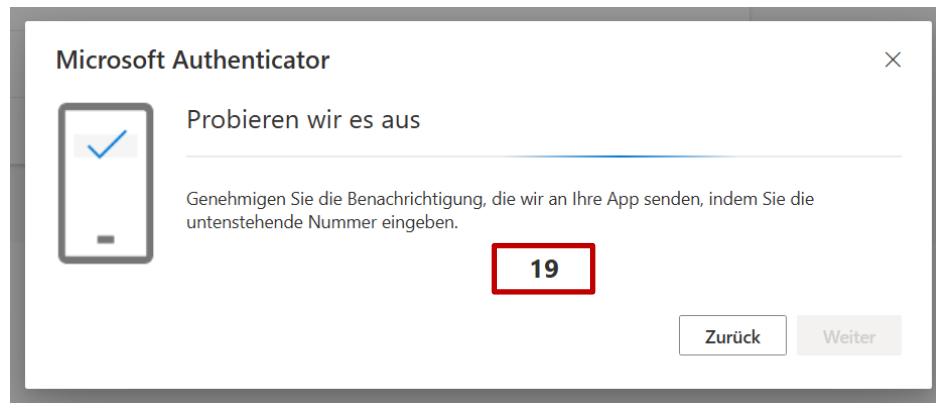 Microsoft Authenticator
Probieren wir es aus
Genehmigen Sie die Benachrichtigung, die wir an Ihre App senden, indem Sie die
untenstehende Nummer eingeben.
19
Zurück Weiter